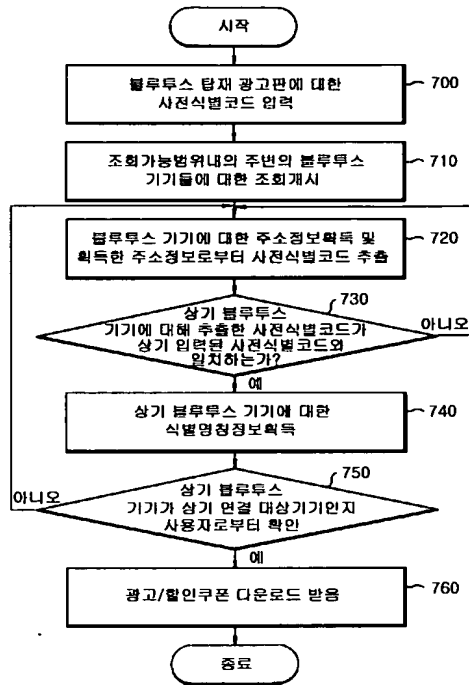 시작
블루투스 탑재 광고판에 대한
사전식별코드 입력
700
조회가능범위내의 주변의 블루투스
기기들에 대한 조회개시
710
블루투스 기기에 대한 주소정보획득 및
획득한 주소정보로부터 사전식별코드 추출
720
상기 블루투스
기기에 대해 추출한 사전식별코드가
상기 입력된 사전식별코드와
일치하는가?
730
아니오
예
상기 블루투스 기기에 대한
식별명칭정보획득
740
상기 블루투스
기기가 상기 연결 대상기기인지
사용자로부터 확인
750
아니오
예
광고/할인쿠폰 다운로드 받음
760
종료